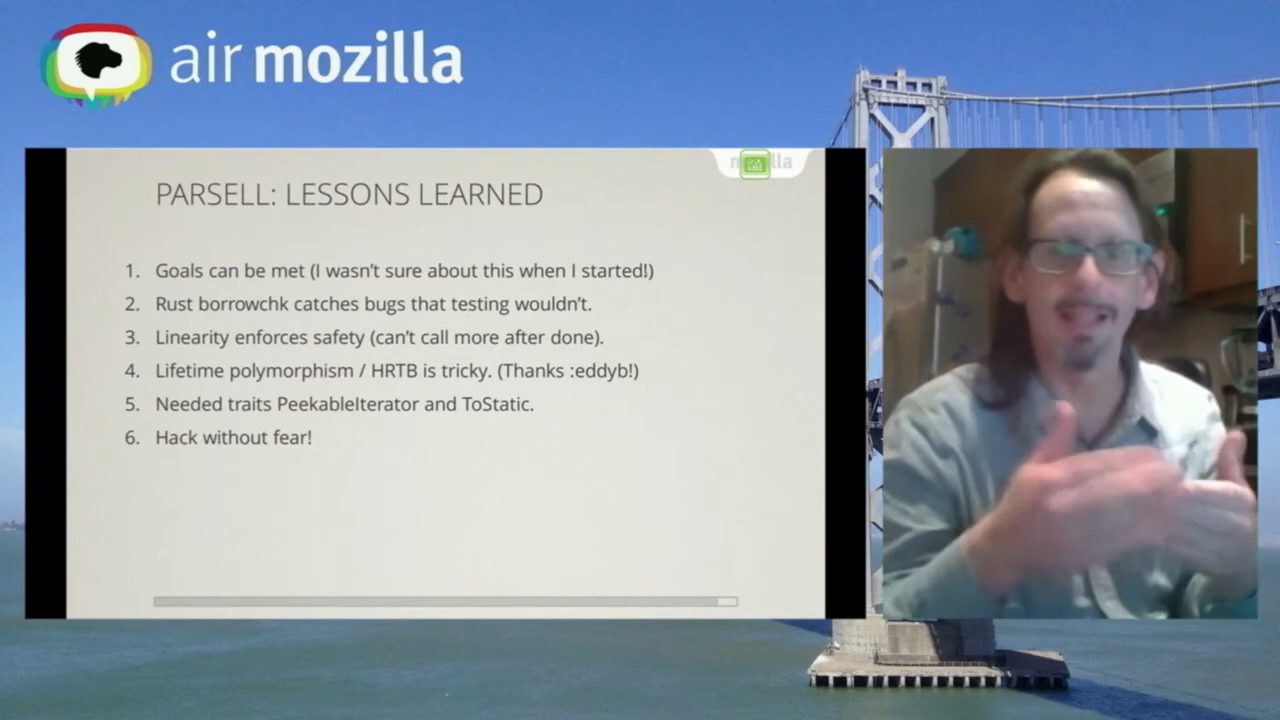 air mozilla
mozilla
PARSELL: LESSONS LEARNED
1. Goals can be met (I wasn't sure about this when I started!)
2. Rust borrowchk catches bugs that testing wouldn't.
3. Linearity enforces safety (can't call more after done).
4. Lifetime polymorphism / HRTB is tricky. (Thanks :eddyb!)
5. Needed traits PeekableIterator and ToStatic.
6. Hack without fear!